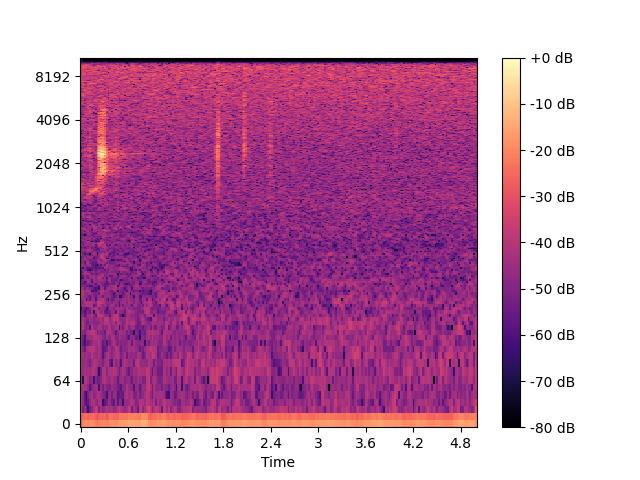 8192
4096
2048
1024
512
256
128
64
0
Hz
0 0.6 1.2 1.8 2.4 3 3.6 4.2 4.8
Time
+0 dB
-10 dB
-20 dB
-30 dB
-40 dB
-50 dB
-60 dB
-70 dB
-80 dB